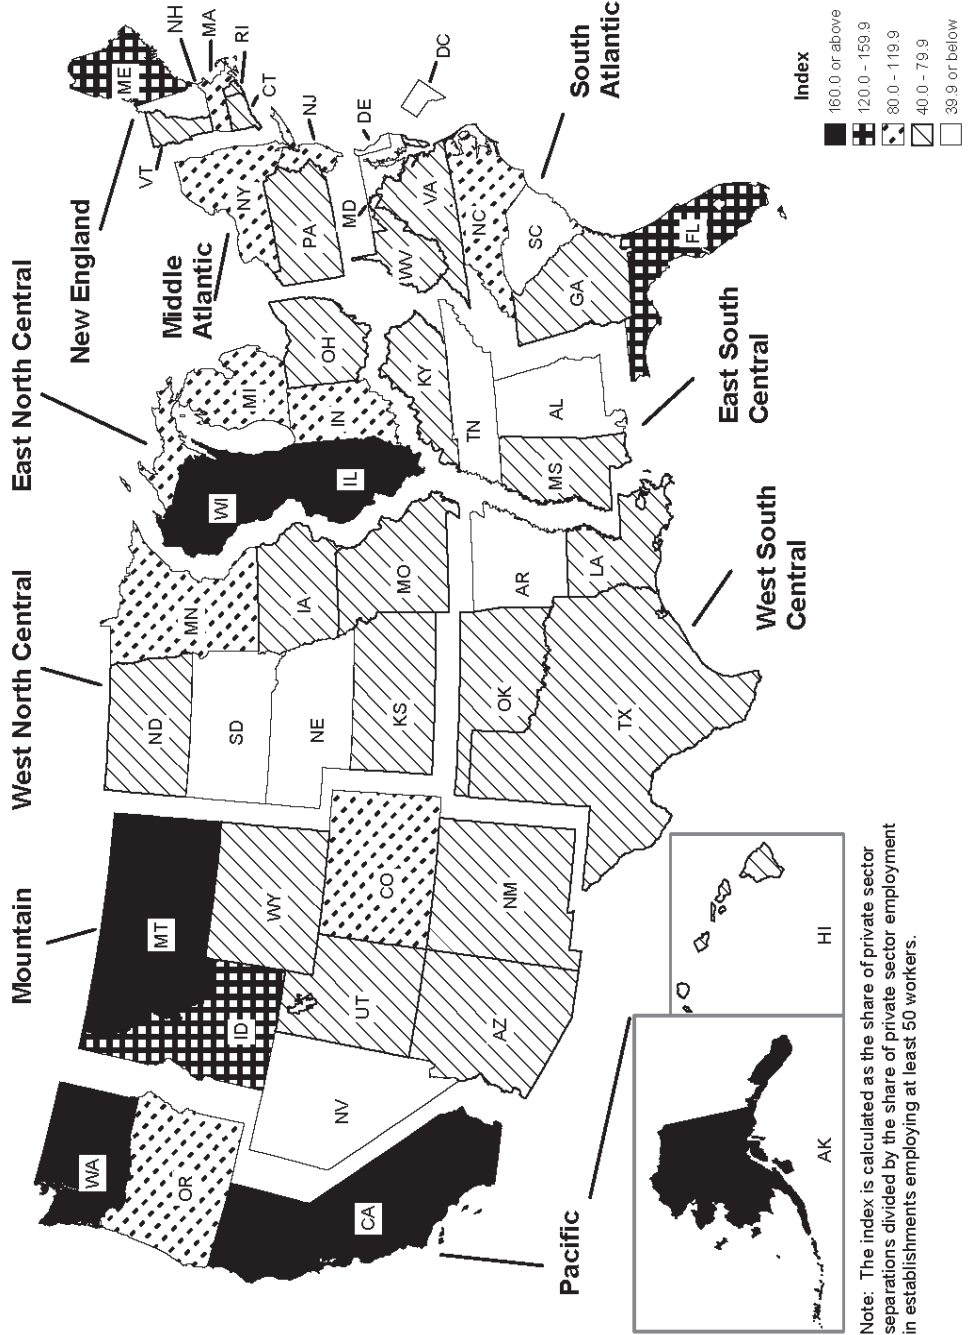 Pacific
Mountain
West North Central
East North Central
New England
Middle
Atlantic
South
Atlantic
East South
Central
West South
Central
WA
OR
CA
NV
ID
MT
WY
UT
CO
AZ
NM
ND
SD
NE
KS
OK
TX
MN
IA
MO
AR
LA
WI
IL
MI
IN
OH
KY
TN
MS
AL
NY
PA
NJ
ME
VT
NH
MA
RI
CT
DE
MD
DC
WV
VA
NC
SC
GA
FL
AK
HI
Index
160.0 or above
120.0 - 159.9
80.0 - 119.9
40.0 - 79.9
39.9 or below
Note: The index is calculated as the share of private sector
separations divided by the share of private sector employment
in establishments employing at least 50 workers.